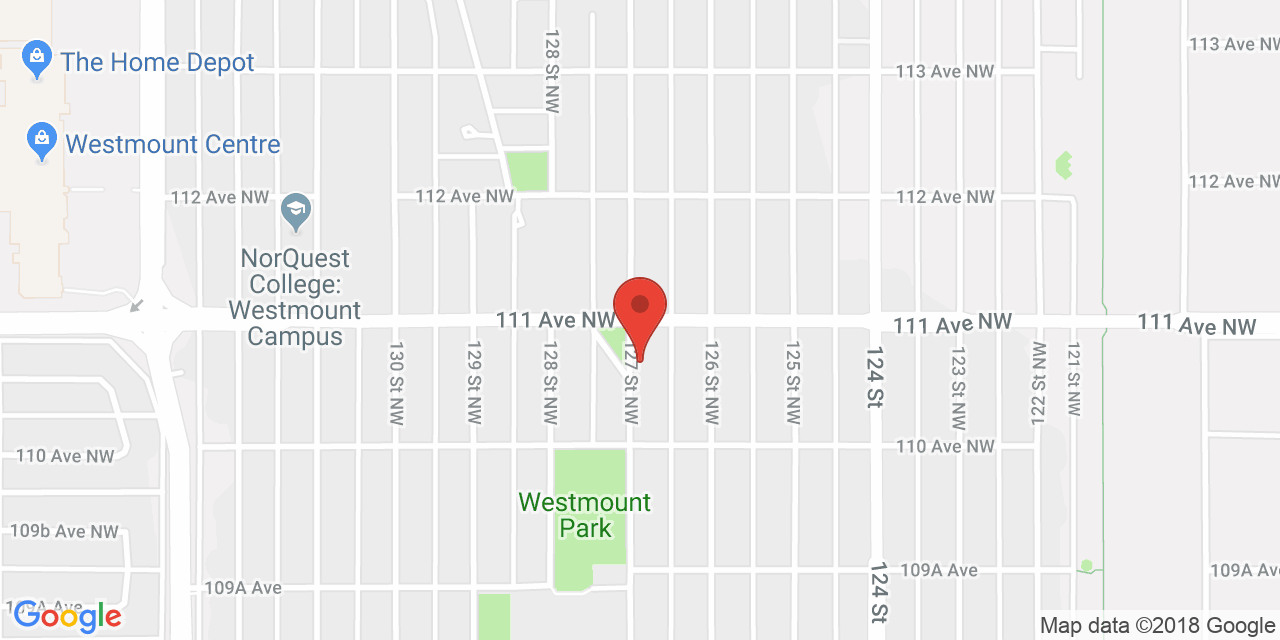 128 St NW
113 Ave NW
The Home Depot
113 Ave NW
Westmount Centre
112 Ave NW
112 Ave NW
112 Ave NW
112 Ave NW
NorQuest
College:
Westmount
Campus
111 Ave NW
111 Ave NW
111 Ave NW
130 St NW
129 St NW
128 St NW
127 St NW
126 St NW
125 St NW
124 St
123 St NW
122 St NW
121 St NW
110 Ave NW
110 Ave NW
Westmount
Park
109b Ave NW
124 St
109A Ave
109A Ave
109A Ave
109A Ave
Google
Map data ©2018 Google